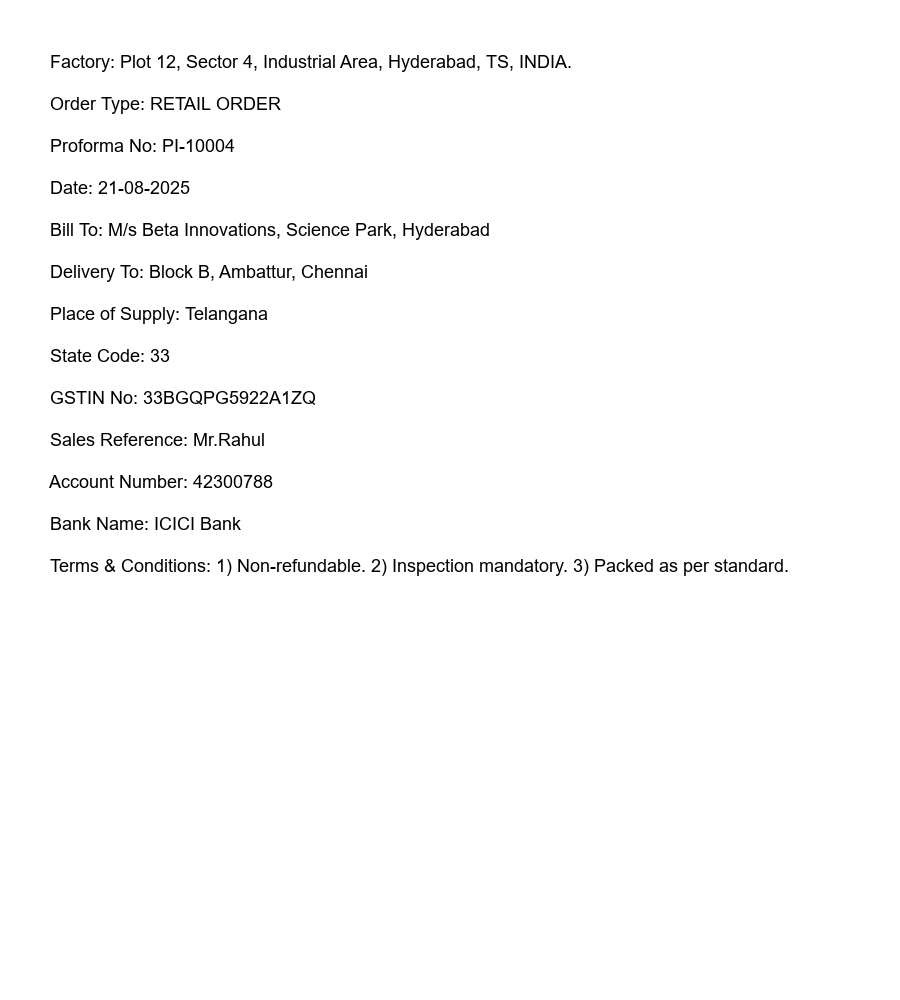 Factory: Plot 12, Sector 4, Industrial Area, Hyderabad, TS, INDIA.
Order Type: RETAIL ORDER
Proforma No: PI-10004
Date: 21-08-2025
Bill To: M/s Beta Innovations, Science Park, Hyderabad
Delivery To: Block B, Ambattur, Chennai
Place of Supply: Telangana
State Code: 33
GSTIN No: 33BGQPG5922A1ZQ
Sales Reference: Mr.Rahul
Account Number: 42300788
Bank Name: ICICI Bank
Terms & Conditions: 1) Non-refundable. 2) Inspection mandatory. 3) Packed as per standard.